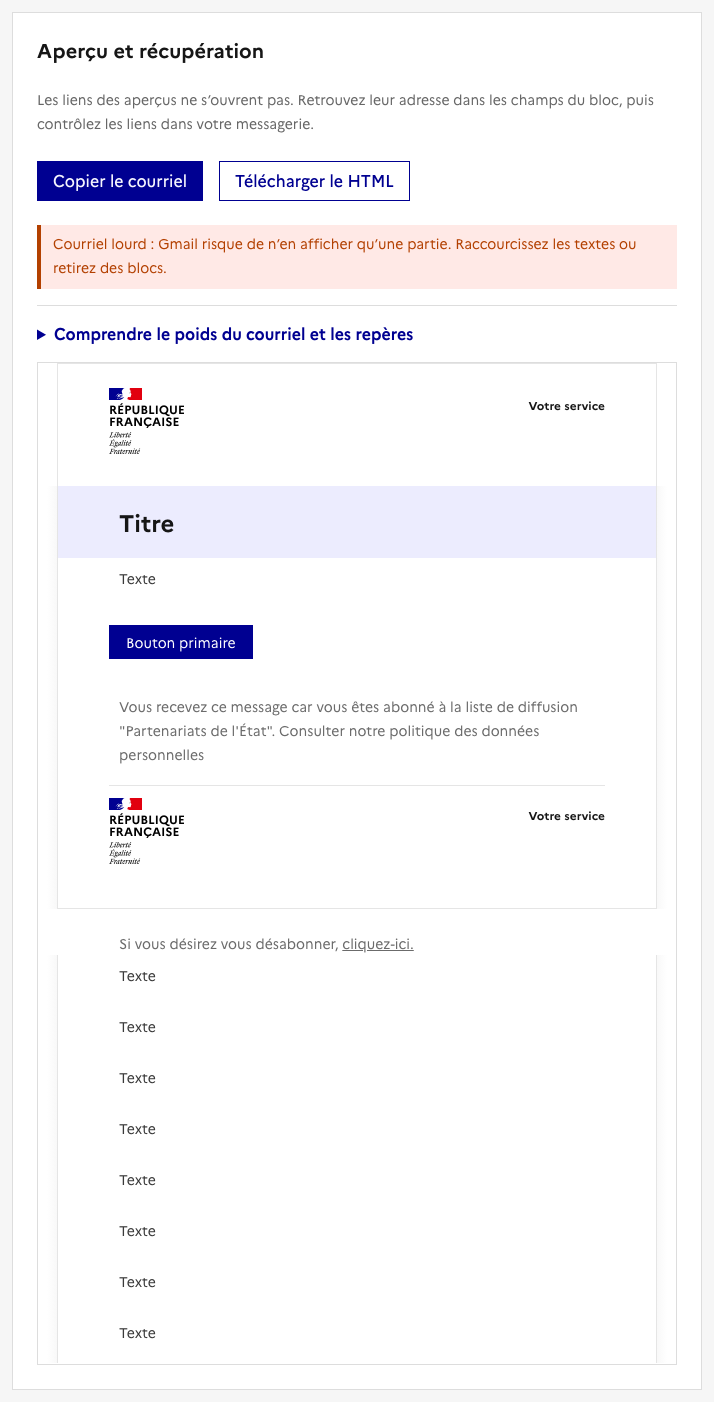 Aperçu et récupération
Les liens des aperçus ne s’ouvrent pas. Retrouvez leur adresse dans les champs du bloc, puis
contrôlez les liens dans votre messagerie.
Copier le courriel
Télécharger le HTML
Courriel lourd : Gmail risque de n’en afficher qu’une partie. Raccourcissez les textes ou
retirez des blocs.
Comprendre le poids du courriel et les repères
RÉPUBLIQUE
FRANÇAISE
Liberté
Égalité
Fraternité
Votre service
Titre
Texte
Bouton primaire
Vous recevez ce message car vous êtes abonné à la liste de diffusion
"Partenariats de l'État". Consulter notre politique des données
personnelles
RÉPUBLIQUE
FRANÇAISE
Liberté
Égalité
Fraternité
Votre service
Si vous désirez vous désabonner, cliquez-ici.
Texte
Texte
Texte
Texte
Texte
Texte
Texte
Texte